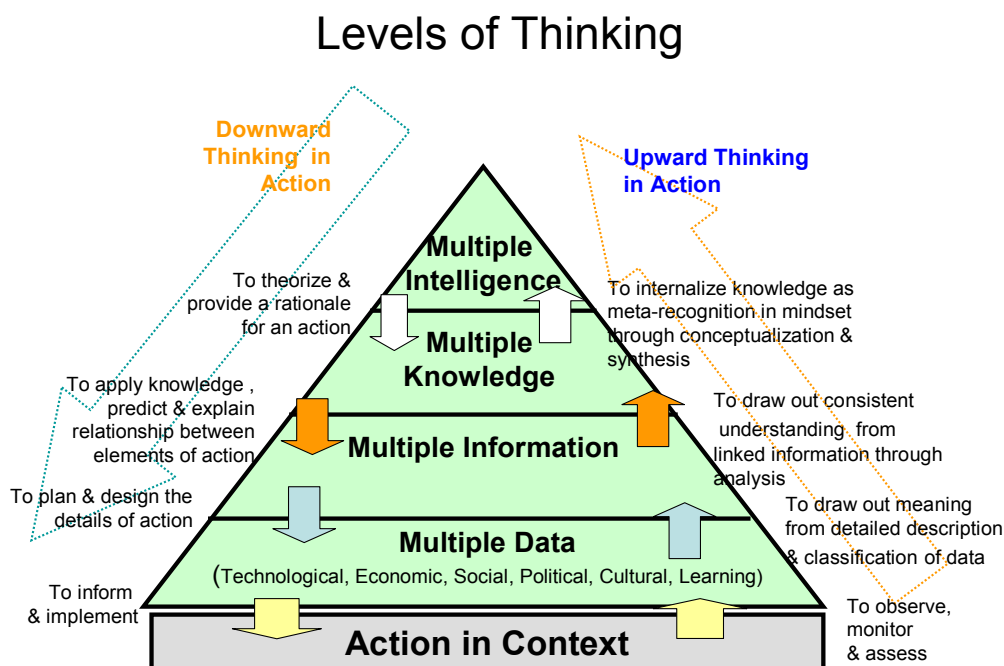 Levels of Thinking
Downward
Thinking in
Action
Upward Thinking
in Action
Multiple
Intelligence
To theorize &
provide a rationale
for an action
To internalize knowledge as
meta-recognition in mindset
through conceptualization &
synthesis
Multiple
Knowledge
To apply knowledge ,
predict & explain
relationship between
elements of action
To draw out consistent
understanding from
linked information through
analysis
Multiple Information
To plan & design the
details of action
To draw out meaning
from detailed description
& classification of data
Multiple Data
(Technological, Economic, Social, Political, Cultural, Learning)
To inform
& implement
To observe,
monitor
& assess
Action in Context